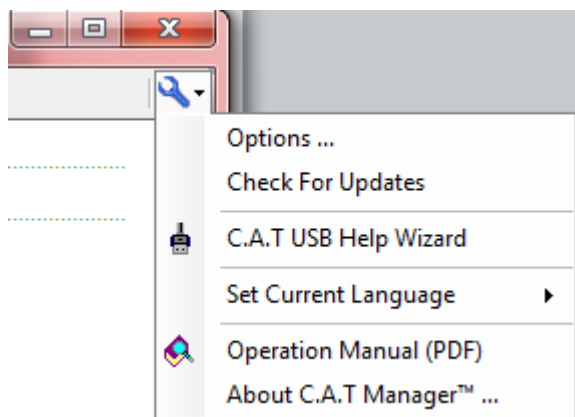 Options ...
Check For Updates
C.A.T USB Help Wizard
Set Current Language
Operation Manual (PDF)
About C.A.T Manager™ ...